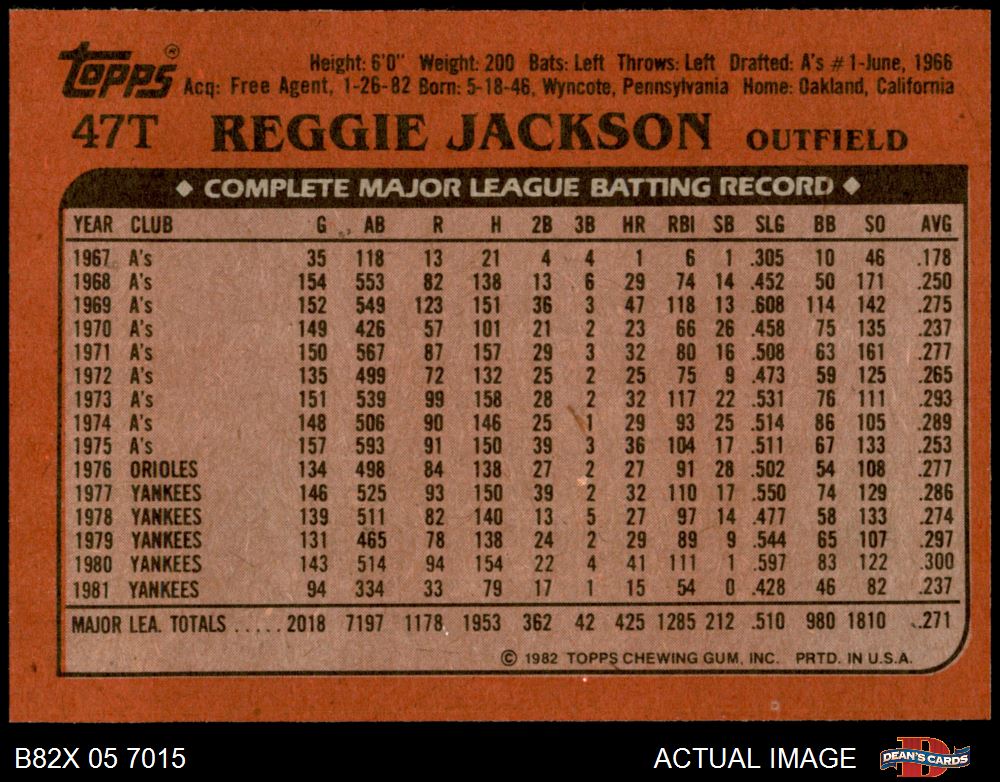 topps®
Height: 6'0" Weight: 200 Bats: Left Throws: Left Drafted: A's #1-June, 1966
Acq: Free Agent, 1-26-82 Born: 5-18-46, Wyncote, Pennsylvania Home: Oakland, California
47T REGGIE JACKSON OUTFIELD
◆ COMPLETE MAJOR LEAGUE BATTING RECORD ◆
YEAR CLUB G AB R H 2B 3B HR RBI SB SLG BB SO AVG
1967 A's 35 118 13 21 4 4 1 6 1 .305 10 46 .178
1968 A's 154 553 82 138 13 6 29 74 14 .452 50 171 .250
1969 A's 152 549 123 151 36 3 47 118 13 .608 114 142 .275
1970 A's 149 426 57 101 21 2 23 66 26 .458 75 135 .237
1971 A's 150 567 87 157 29 3 32 80 16 .508 63 161 .277
1972 A's 135 499 72 132 25 2 25 75 9 .473 59 125 .265
1973 A's 151 539 99 158 28 2 32 117 22 .531 76 111 .293
1974 A's 148 506 90 146 25 1 29 93 25 .514 86 105 .289
1975 A's 157 593 91 150 39 3 36 104 17 .511 67 133 .253
1976 ORIOLES 134 498 84 138 27 2 27 91 28 .502 54 108 .277
1977 YANKEES 146 525 93 150 39 2 32 110 17 .550 74 129 .286
1978 YANKEES 139 511 82 140 13 5 27 97 14 .477 58 133 .274
1979 YANKEES 131 465 78 138 24 2 29 89 9 .544 65 107 .297
1980 YANKEES 143 514 94 154 22 4 41 111 1 .597 83 122 .300
1981 YANKEES 94 334 33 79 17 1 15 54 0 .428 46 82 .237
MAJOR LEA. TOTALS ..... 2018 7197 1178 1953 362 42 425 1285 212 .510 980 1810 .271
© 1982 TOPPS CHEWING GUM, INC. PRTD. IN U.S.A.
B82X 05 7015 ACTUAL IMAGE DEAN'S CARDS